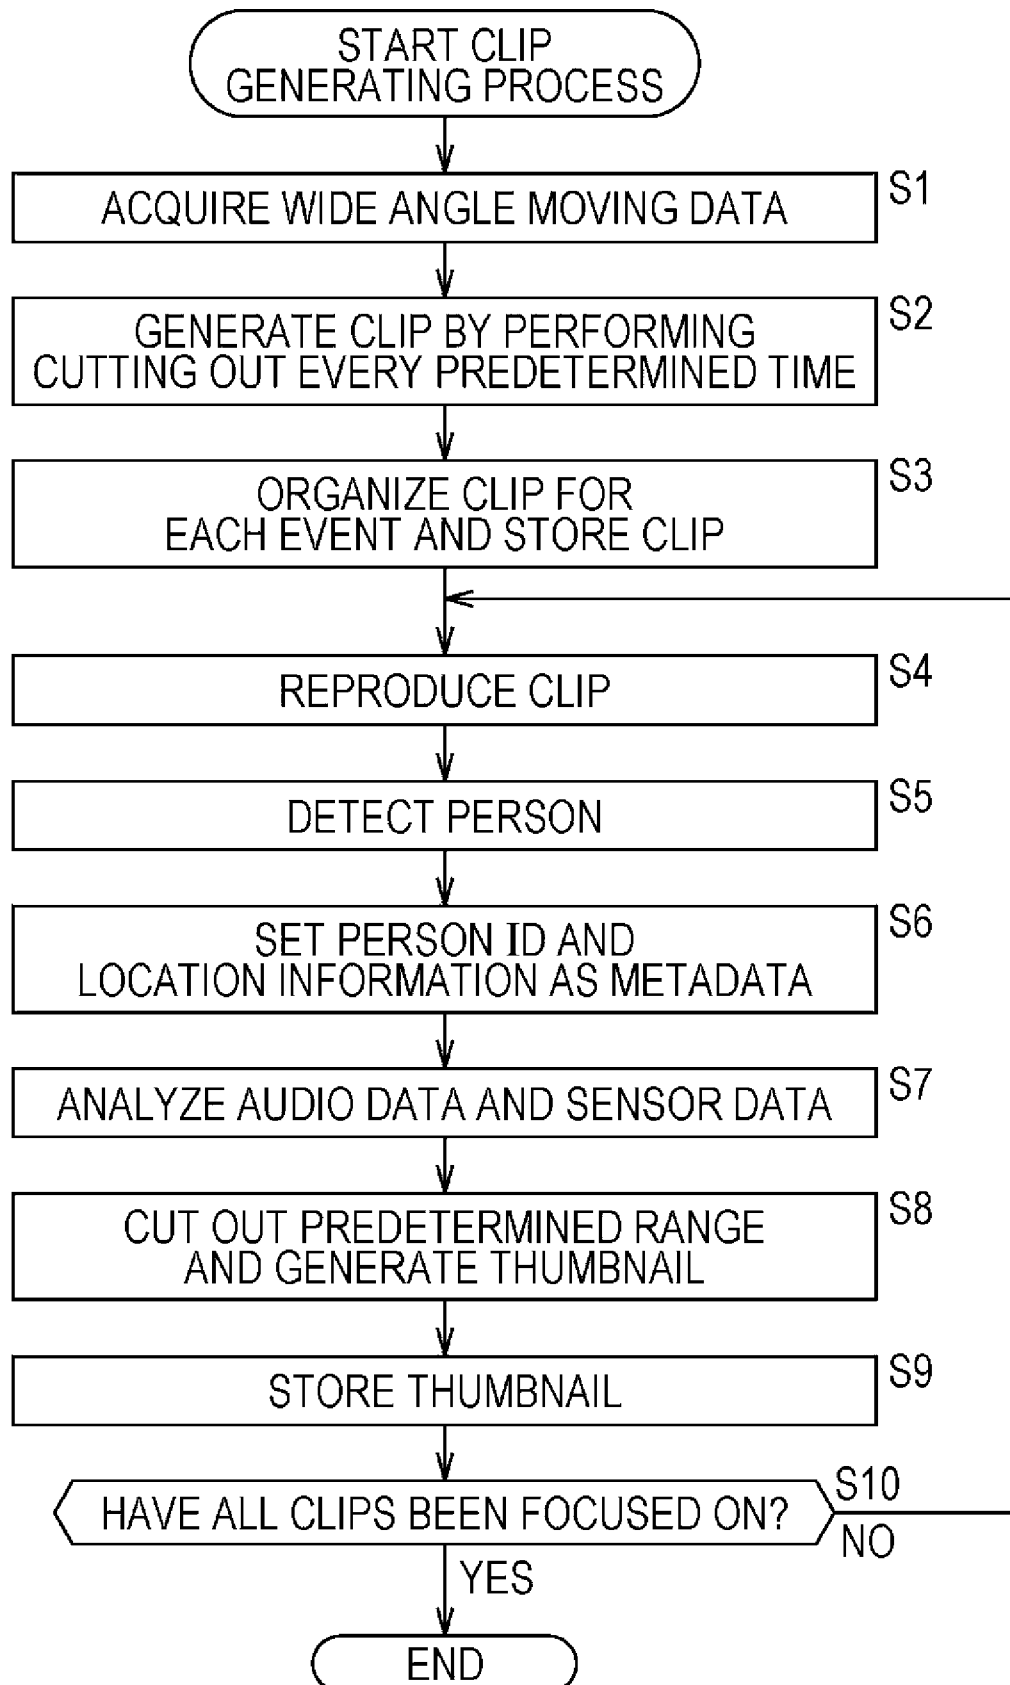 START CLIP
GENERATING PROCESS
S1
ACQUIRE WIDE ANGLE MOVING DATA
S2
GENERATE CLIP BY PERFORMING
CUTTING OUT EVERY PREDETERMINED TIME
S3
ORGANIZE CLIP FOR
EACH EVENT AND STORE CLIP
S4
REPRODUCE CLIP
S5
DETECT PERSON
S6
SET PERSON ID AND
LOCATION INFORMATION AS METADATA
S7
ANALYZE AUDIO DATA AND SENSOR DATA
S8
CUT OUT PREDETERMINED RANGE
AND GENERATE THUMBNAIL
S9
STORE THUMBNAIL
S10
HAVE ALL CLIPS BEEN FOCUSED ON?
NO
YES
END